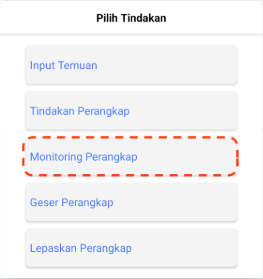 Pilih Tindakan
Input Temuan
Tindakan Perangkap
Monitoring Perangkap
Geser Perangkap
Lepaskan Perangkap